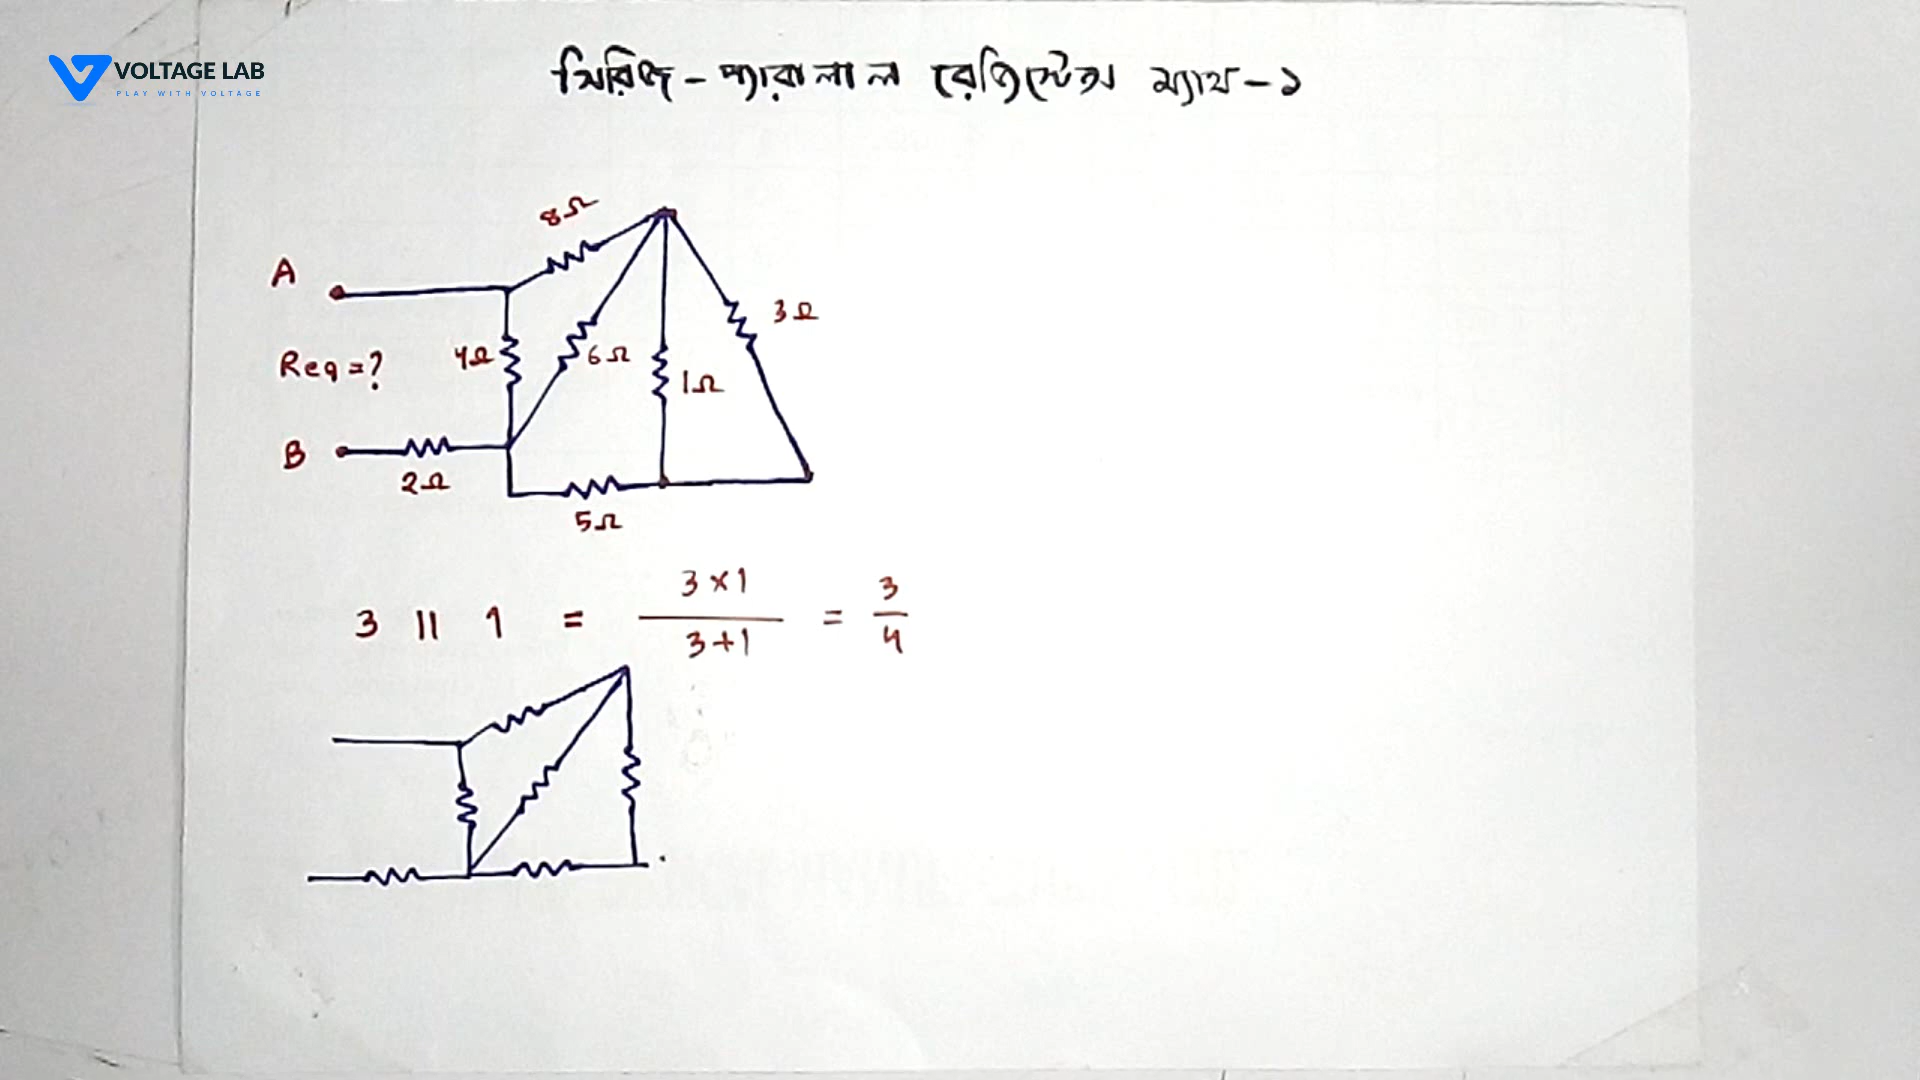 VOLTAGE LAB
PLAY WITH VOLTAGE
সিরিজ - প্যারালাল রেজিস্টেন্স ম্যাথ - ১
8Ω
A
3Ω
Req = ?
4Ω
6Ω
1Ω
B
2Ω
5Ω
3 || 1 = 3×1 / 3+1 = 3/4